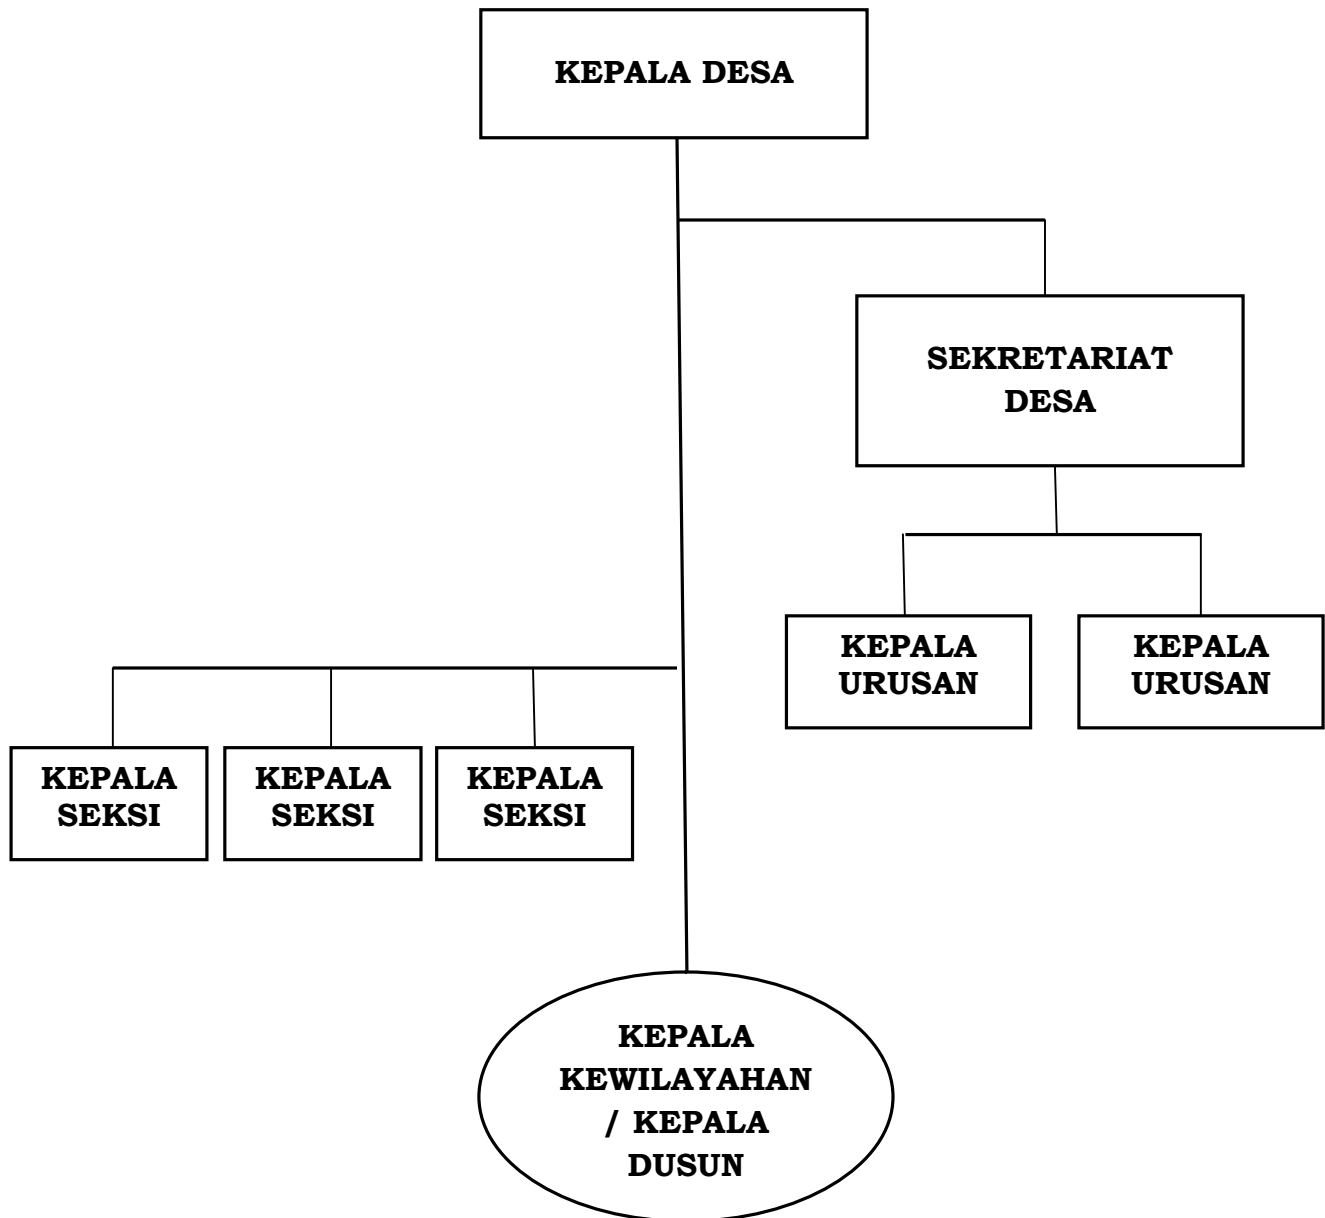 KEPALA DESA
SEKRETARIAT
DESA
KEPALA
URUSAN
KEPALA
URUSAN
KEPALA
SEKSI
KEPALA
SEKSI
KEPALA
SEKSI
KEPALA
KEWILAYAHAN
/ KEPALA
DUSUN